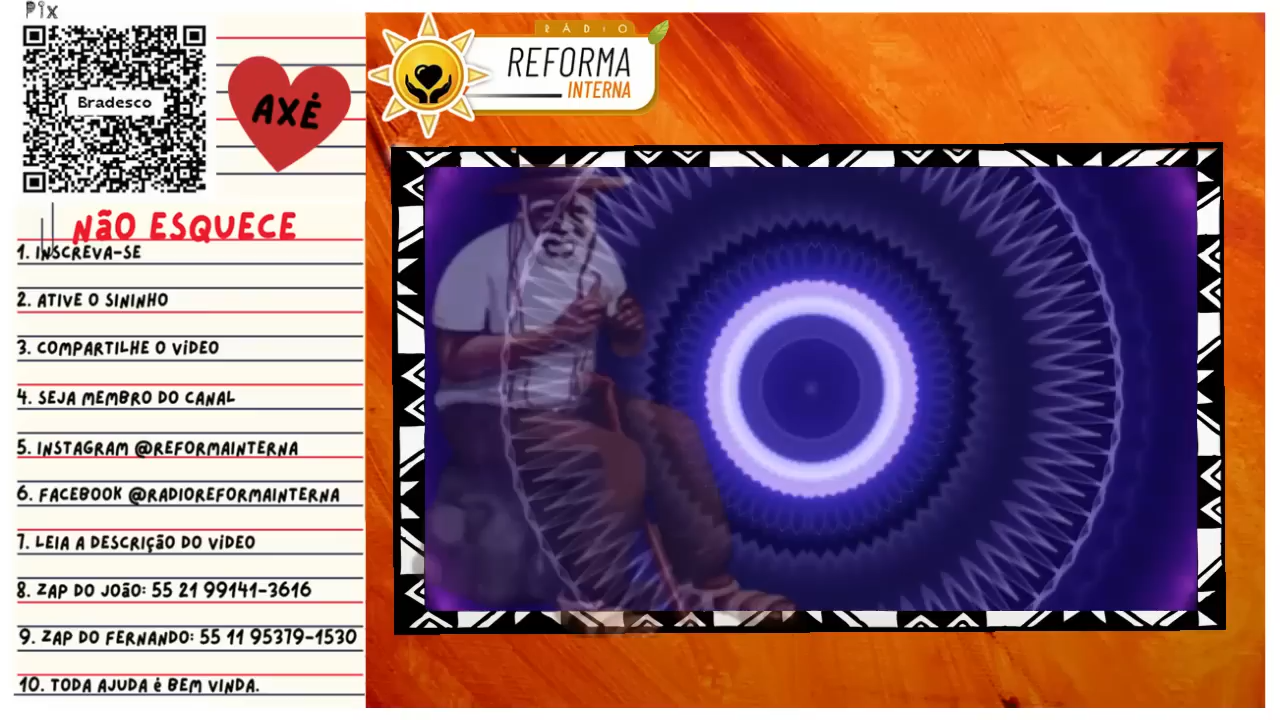 Pix
Bradesco
AXÉ
NÃO ESQUECE
1. INSCREVA-SE
2. ATIVE O SININHO
3. COMPARTILHE O VÍDEO
4. SEJA MEMBRO DO CANAL
5. INSTAGRAM @REFORMAINTERNA
6. FACEBOOK @RADIOREFORMAINTERNA
7. LEIA A DESCRIÇÃO DO VÍDEO
8. ZAP DO JOÃO: 55 21 99141-3616
9. ZAP DO FERNANDO: 55 11 95379-1530
10. TODA AJUDA É BEM VINDA.
RÁDIO
REFORMA
INTERNA